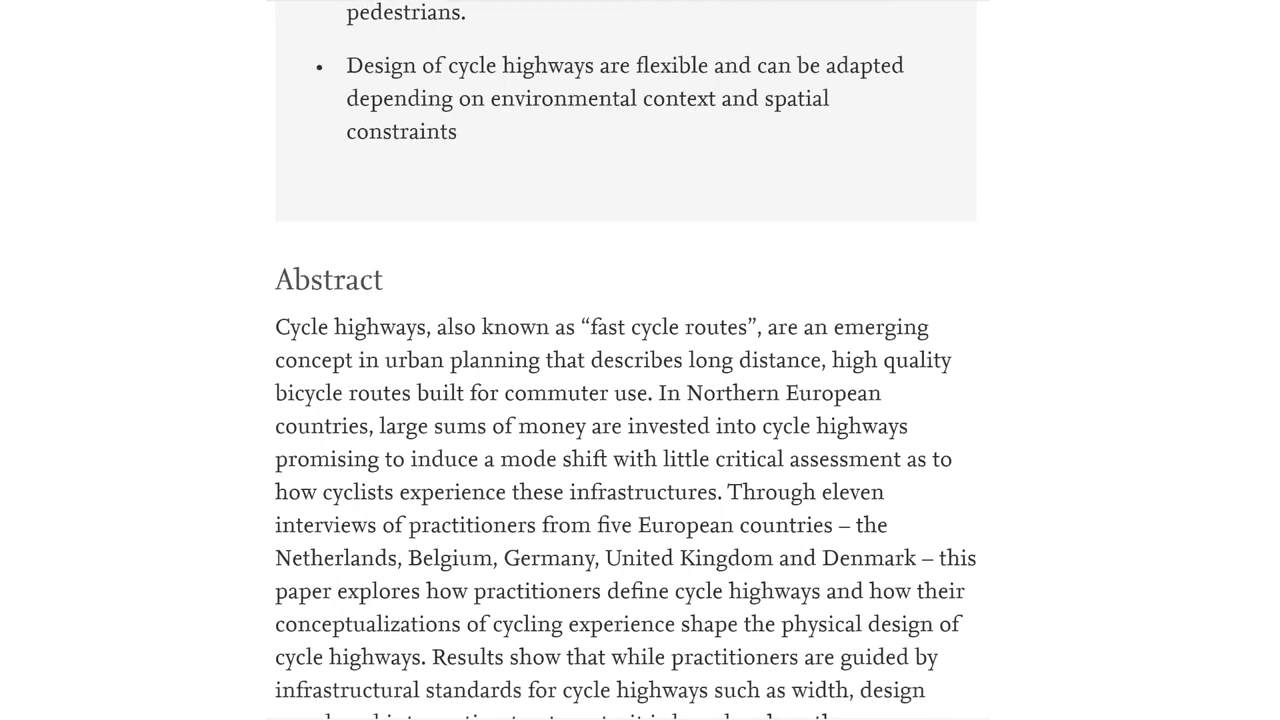 pedestrians.
• Design of cycle highways are flexible and can be adapted
depending on environmental context and spatial
constraints
Abstract
Cycle highways, also known as “fast cycle routes”, are an emerging
concept in urban planning that describes long distance, high quality
bicycle routes built for commuter use. In Northern European
countries, large sums of money are invested into cycle highways
promising to induce a mode shift with little critical assessment as to
how cyclists experience these infrastructures. Through eleven
interviews of practitioners from five European countries – the
Netherlands, Belgium, Germany, United Kingdom and Denmark – this
paper explores how practitioners define cycle highways and how their
conceptualizations of cycling experience shape the physical design of
cycle highways. Results show that while practitioners are guided by
infrastructural standards for cycle highways such as width, design